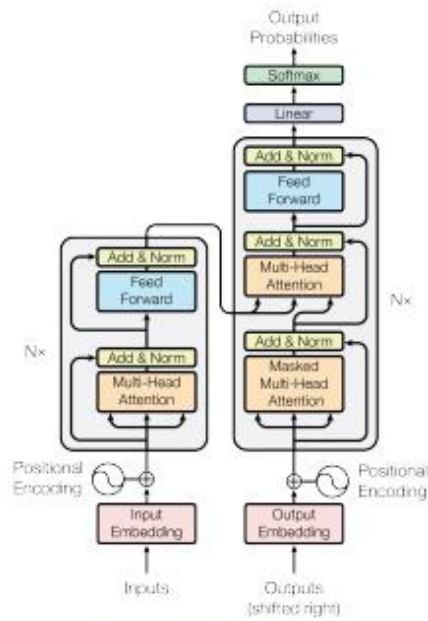 Output
Probabilities
Softmax
Linear
Add & Norm
Feed
Forward
Add & Norm
Multi-Head
Attention
Add & Norm
Masked
Multi-Head
Attention
Nx
Positional
Encoding
Output
Embedding
Outputs
(shifted right)
Add & Norm
Feed
Forward
Add & Norm
Multi-Head
Attention
Nx
Positional
Encoding
Input
Embedding
Inputs